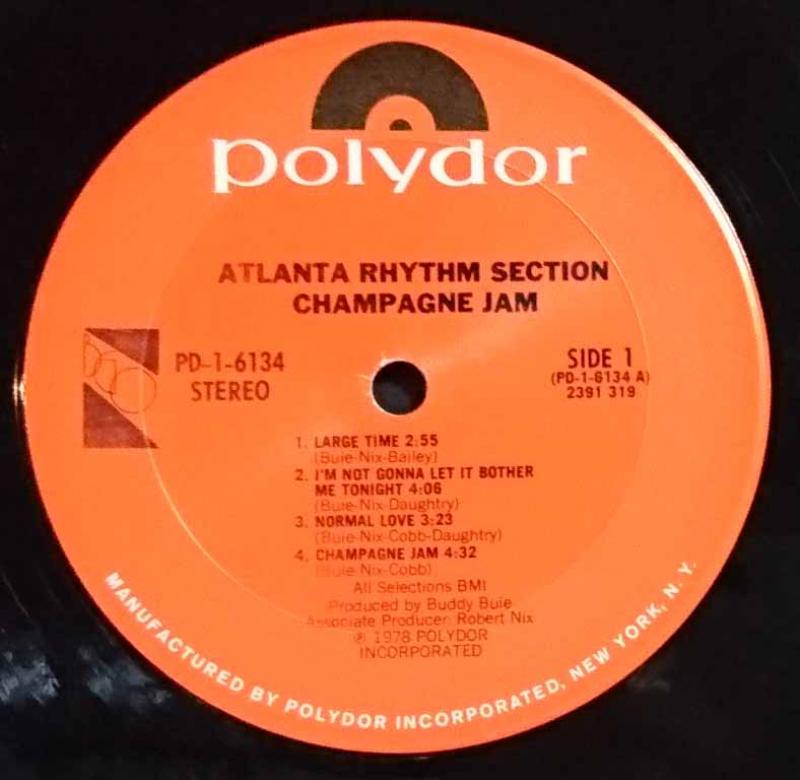 polydor
ATLANTA RHYTHM SECTION
CHAMPAGNE JAM
PD-1-6134
STEREO
SIDE 1
(PD-1-6134 A)
2391 319
1. LARGE TIME 2:55
(Buie-Nix-Bailey)
2. I'M NOT GONNA LET IT BOTHER
ME TONIGHT 4:06
(Buie-Nix-Daughtry)
3. NORMAL LOVE 3:23
(Buie-Nix-Cobb-Daughtry)
4. CHAMPAGNE JAM 4:32
(Buie-Nix-Cobb)
All Selections BMI
Produced by Buddy Buie
Associate Producer: Robert Nix
℗ 1978 POLYDOR
INCORPORATED
MANUFACTURED BY POLYDOR INCORPORATED, NEW YORK, N. Y.